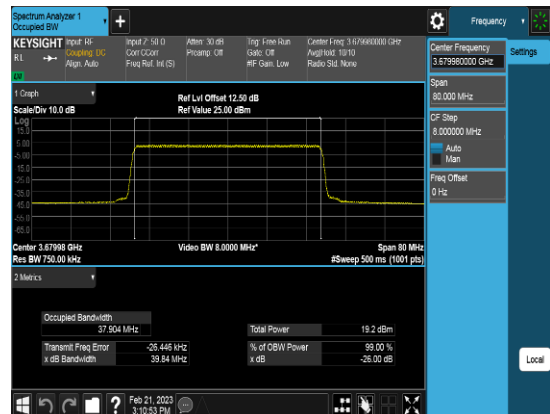 Spectrum Analyzer 1
Occupied BW
+
Frequency
KEYSIGHT
Input: RF
Coupling: DC
Align: Auto
Input Z: 50 Ω
Corr CCorr
Freq Ref: Int (S)
Atten: 30 dB
Preamp: Off
Trig: Free Run
Gate: Off
#IF Gain: Low
Center Freq: 3.679980000 GHz
Avg|Hold: 10/10
Radio Std: None
RL
Center Frequency
3.679980000 GHz
Settings
Span
80.000 MHz
CF Step
8.000000 MHz
Auto
Man
Freq Offset
0 Hz
Local
1 Graph
Scale/Div 10.0 dB
Ref Lvl Offset 12.50 dB
Ref Value 25.00 dBm
Log
15.0
5.00
-5.00
-15.0
-25.0
-35.0
-45.0
-55.0
-65.0
Center 3.67998 GHz
Res BW 750.00 kHz
Video BW 8.0000 MHz*
Span 80 MHz
#Sweep 500 ms (1001 pts)
2 Metrics
Occupied Bandwidth
37.904 MHz
Total Power
19.2 dBm
Transmit Freq Error
-26.446 kHz
% of OBW Power
99.00 %
x dB Bandwidth
39.84 MHz
x dB
-26.00 dB
?
Feb 21, 2023
3:10:53 PM